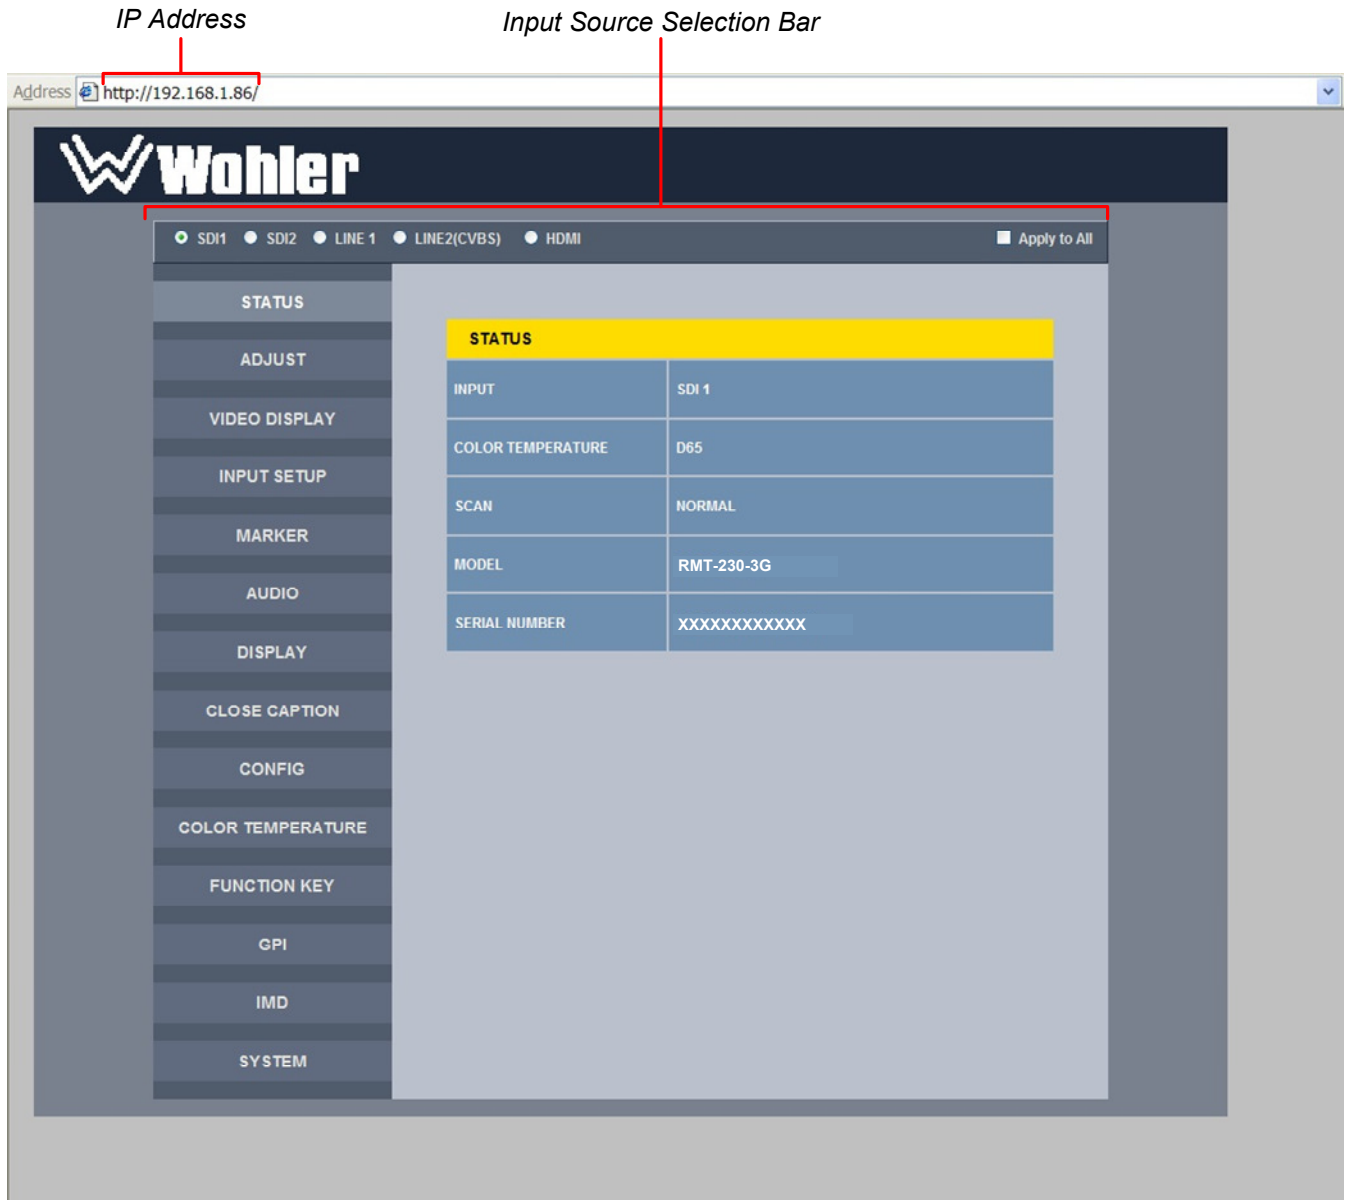 IP Address
Input Source Selection Bar
Address http://192.168.1.86/
Wohler
SDI1 SDI2 LINE 1 LINE2(CVBS) HDMI Apply to All
STATUS
ADJUST
VIDEO DISPLAY
INPUT SETUP
MARKER
AUDIO
DISPLAY
CLOSE CAPTION
CONFIG
COLOR TEMPERATURE
FUNCTION KEY
GPI
IMD
SYSTEM
STATUS
INPUT SDI 1
COLOR TEMPERATURE D65
SCAN NORMAL
MODEL RMT-230-3G
SERIAL NUMBER XXXXXXXXXXXX